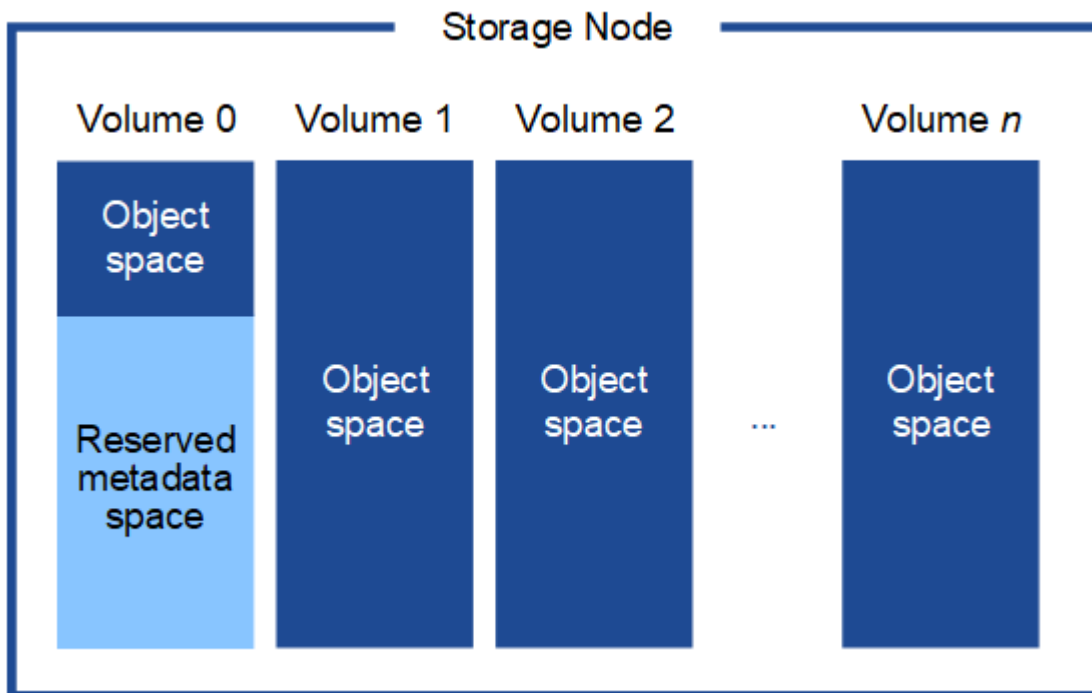 Storage Node
Volume 0
Volume 1
Volume 2
Volume n
Object
space
Reserved
metadata
space
Object
space
Object
space
...
Object
space